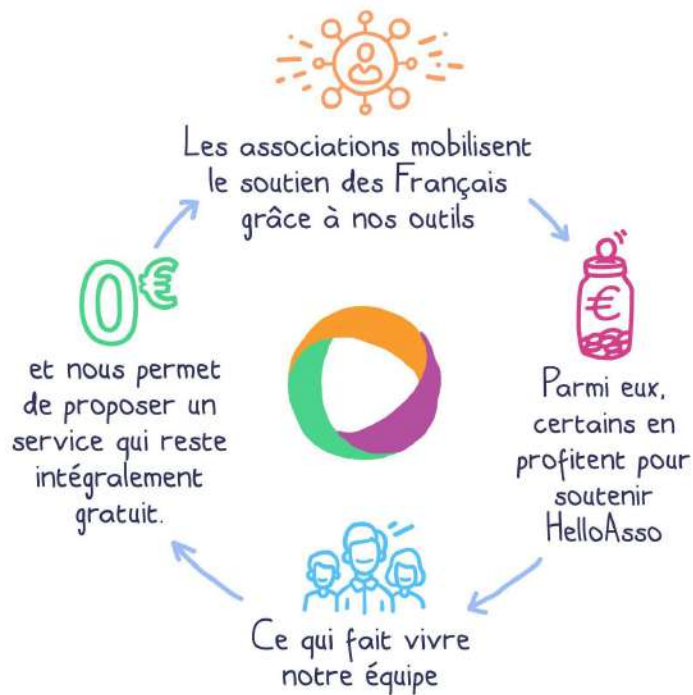 Les associations mobilisent
le soutien des Français
grâce à nos outils
€
Parmi eux,
certains en
profitent pour
soutenir
HelloAsso
Ce qui fait vivre
notre équipe
0€
et nous permet
de proposer un
service qui reste
intégralement
gratuit.